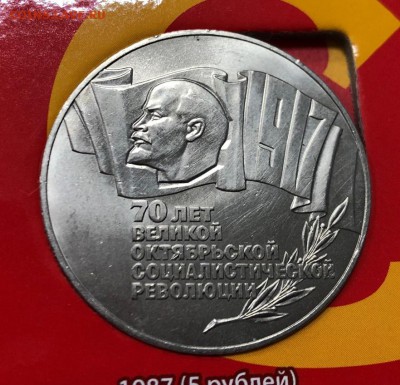 1917
70 ЛЕТ
ВЕЛИКОЙ
ОКТЯБРЬСКОЙ
СОЦИАЛИСТИЧЕСКОЙ
РЕВОЛЮЦИИ
1987 (5 рублей)